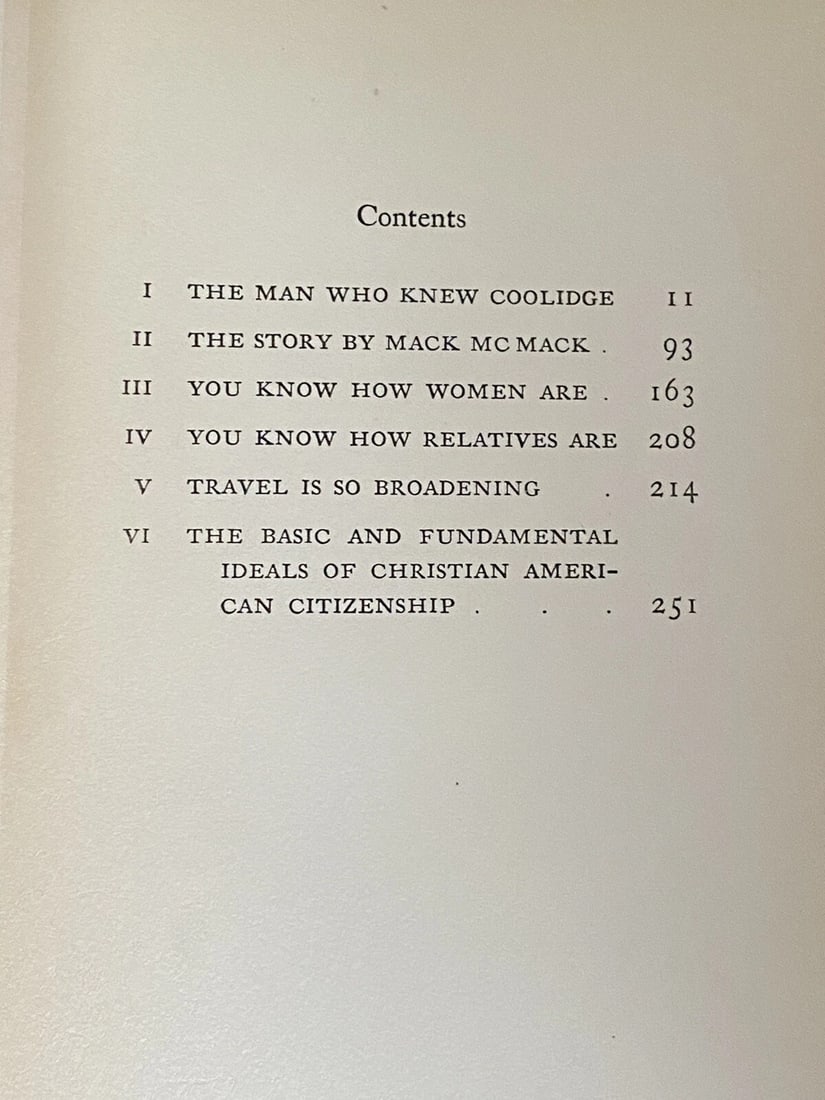 Contents
I THE MAN WHO KNEW COOLIDGE 11
II THE STORY BY MACK MCMACK . 93
III YOU KNOW HOW WOMEN ARE . 163
IV YOU KNOW HOW RELATIVES ARE 208
V TRAVEL IS SO BROADENING . 214
VI THE BASIC AND FUNDAMENTAL
IDEALS OF CHRISTIAN AMERI-
CAN CITIZENSHIP . . . 251